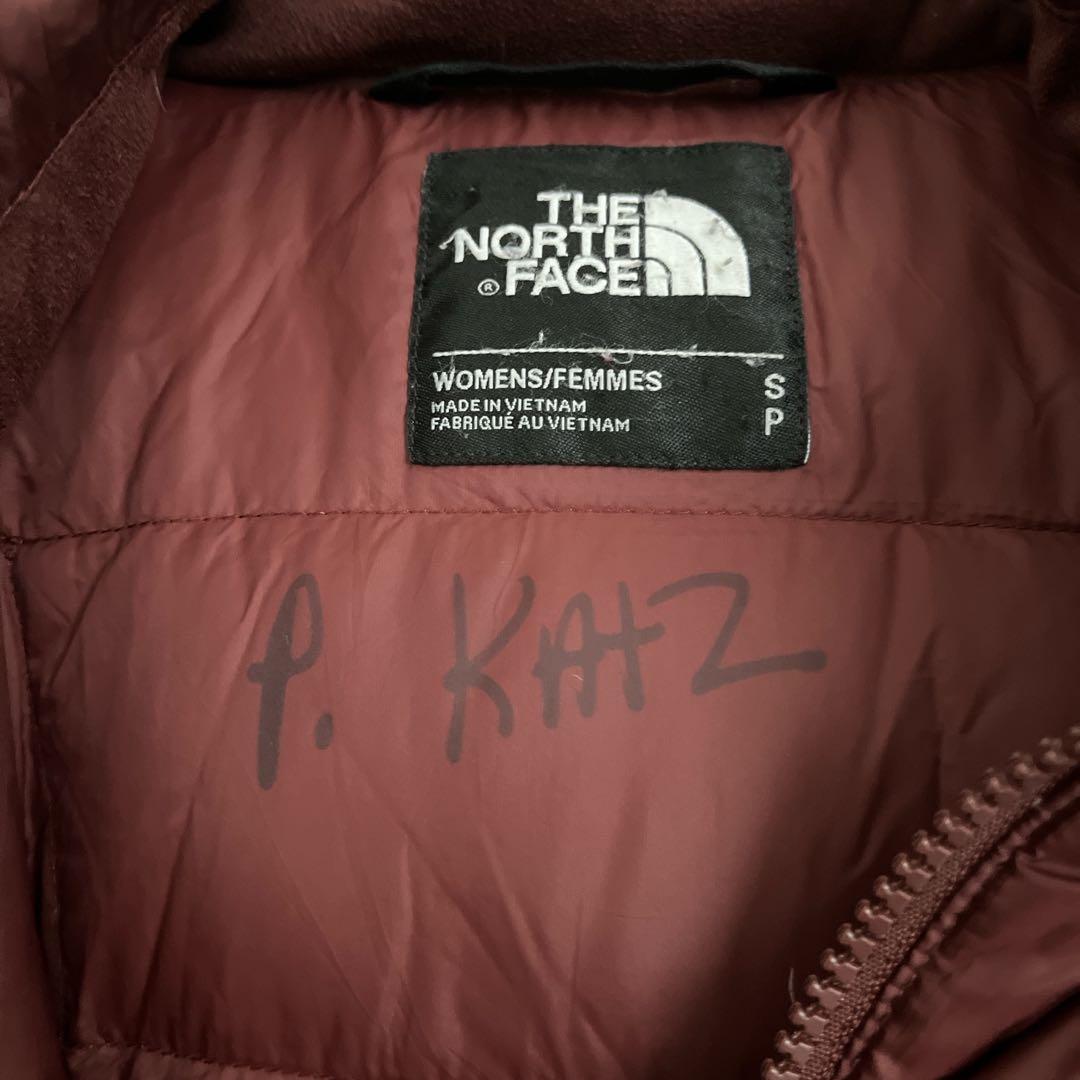 THE
NORTH
® FACE
WOMENS/FEMMES S
MADE IN VIETNAM
FABRIQUÉ AU VIETNAM P
P. KATZ